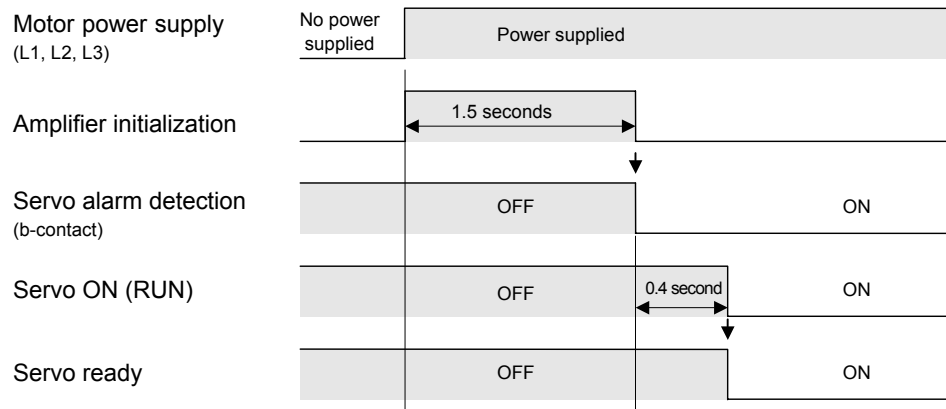 Motor power supply
(L1, L2, L3)
No power
supplied
Power supplied
Amplifier initialization
1.5 seconds
Servo alarm detection
(b-contact)
OFF
ON
Servo ON (RUN)
OFF
0.4 second
ON
Servo ready
OFF
ON